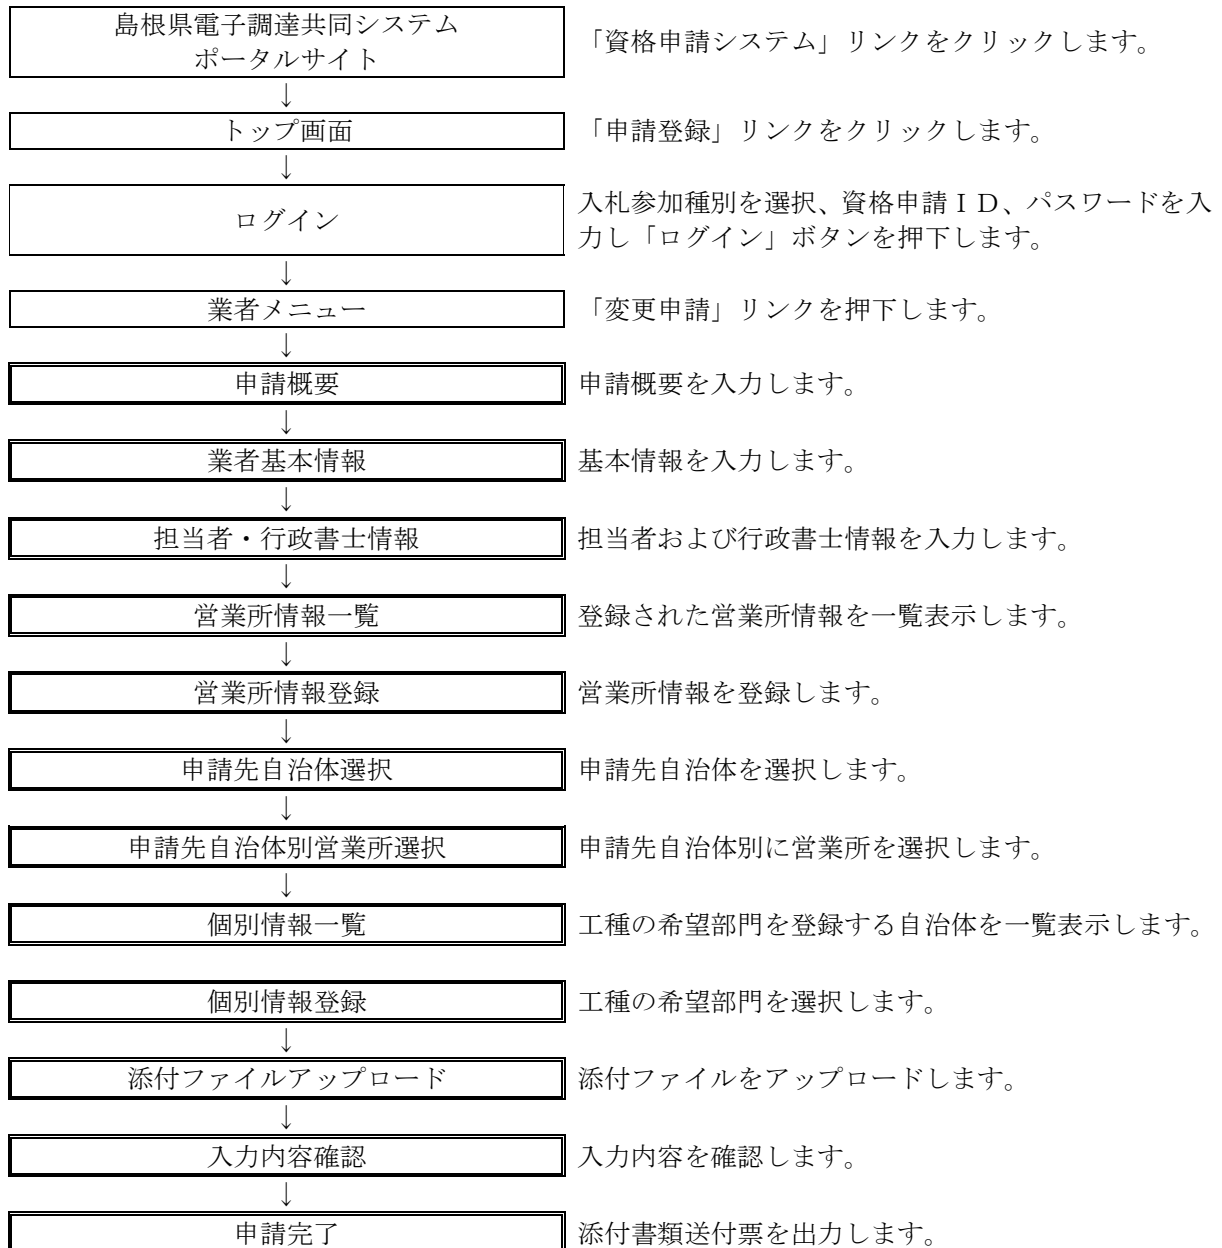 島根県電子調達共同システム
ポータルサイト
「資格申請システム」リンクをクリックします。
↓
トップ画面
「申請登録」リンクをクリックします。
↓
ログイン
入札参加種別を選択、資格申請ＩＤ、パスワードを入
力し「ログイン」ボタンを押下します。
↓
業者メニュー
「変更申請」リンクを押下します。
↓
申請概要
申請概要を入力します。
↓
業者基本情報
基本情報を入力します。
↓
担当者・行政書士情報
担当者および行政書士情報を入力します。
↓
営業所情報一覧
登録された営業所情報を一覧表示します。
↓
営業所情報登録
営業所情報を登録します。
↓
申請先自治体選択
申請先自治体を選択します。
↓
申請先自治体別営業所選択
申請先自治体別に営業所を選択します。
↓
個別情報一覧
工種の希望部門を登録する自治体を一覧表示します。
個別情報登録
工種の希望部門を選択します。
↓
添付ファイルアップロード
添付ファイルをアップロードします。
↓
入力内容確認
入力内容を確認します。
↓
申請完了
添付書類送付票を出力します。